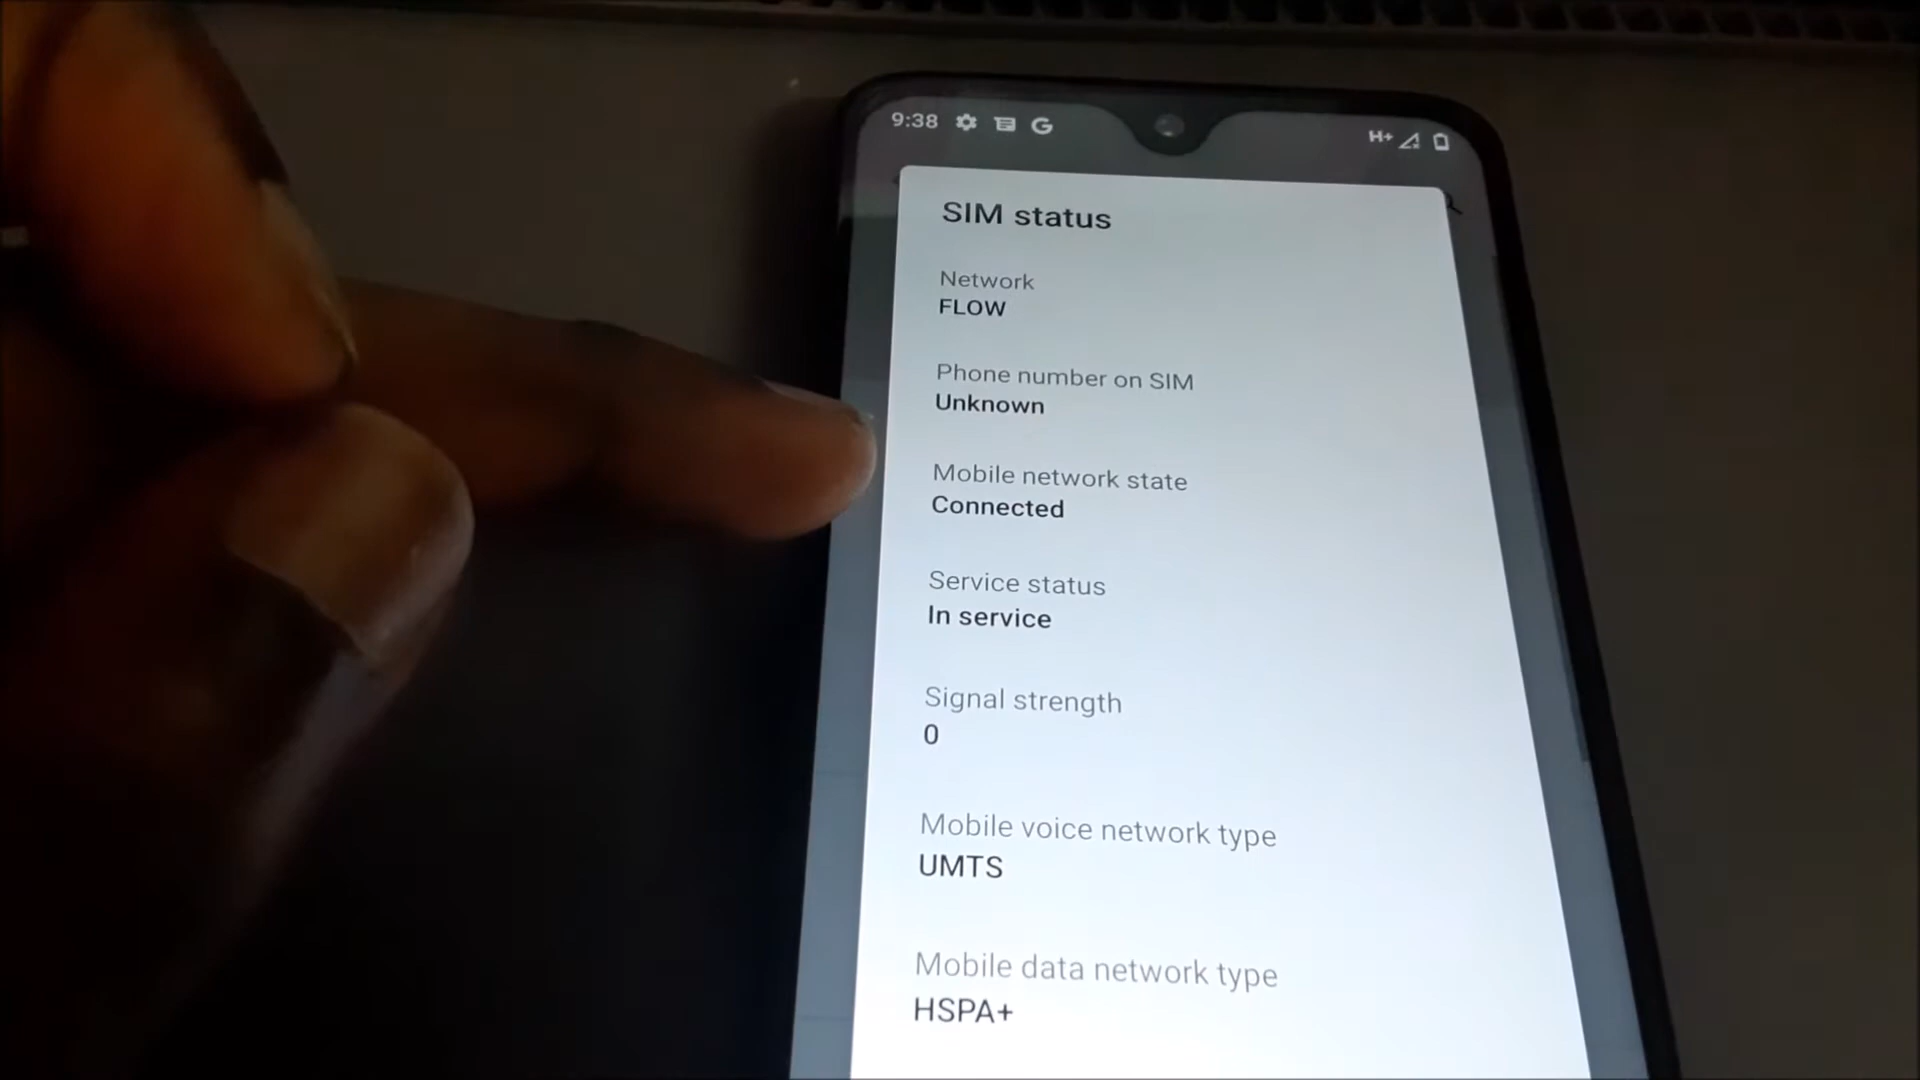 9:38 G H+
SIM status
Network
FLOW
Phone number on SIM
Unknown
Mobile network state
Connected
Service status
In service
Signal strength
0
Mobile voice network type
UMTS
Mobile data network type
HSPA+